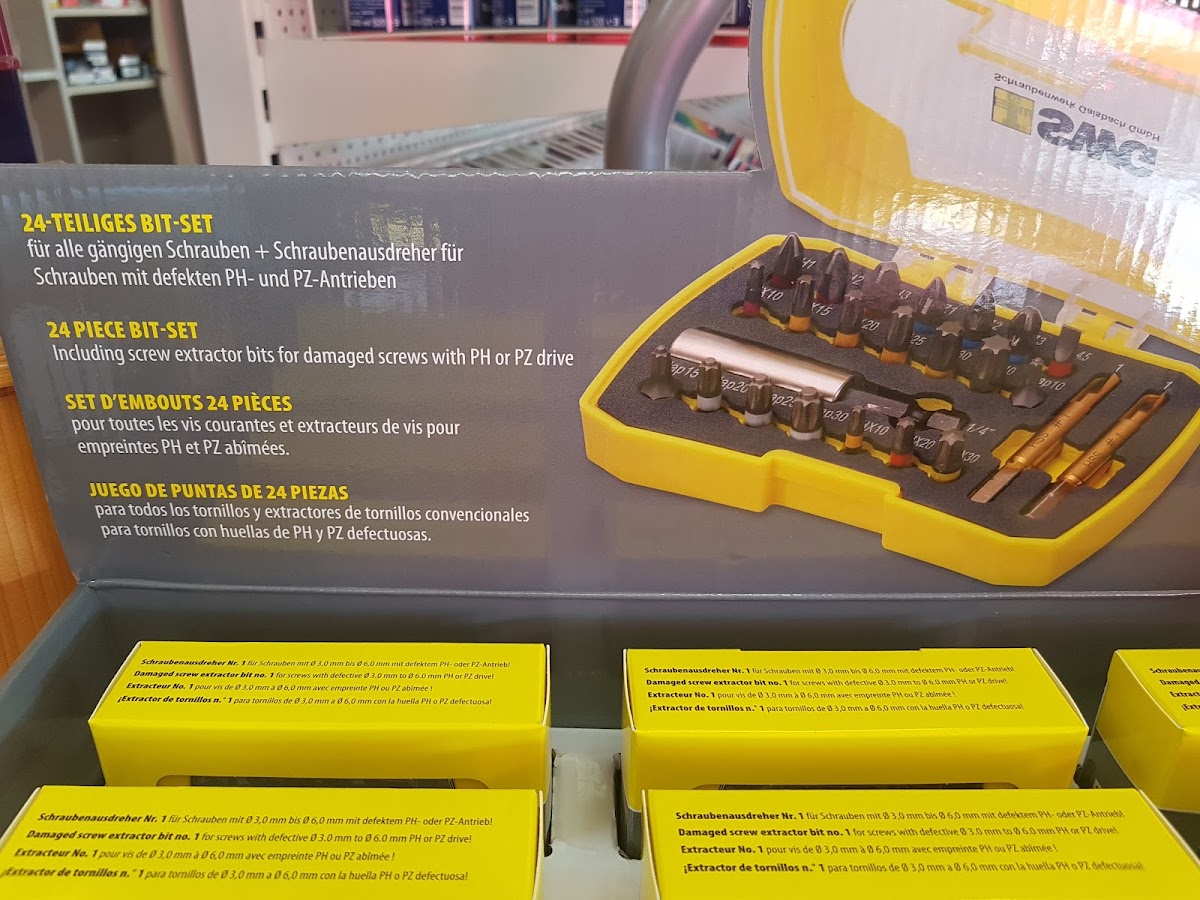 SWG
Schraubenwerk Gaisbach GmbH
24-TEILIGES BIT-SET
für alle gängigen Schrauben + Schraubenausdreher für
Schrauben mit defekten PH- und PZ-Antrieben
24 PIECE BIT-SET
Including screw extractor bits for damaged screws with PH or PZ drive
SET D'EMBOUTS 24 PIÈCES
pour toutes les vis courantes et extracteurs de vis pour
empreintes PH et PZ abîmées.
JUEGO DE PUNTAS DE 24 PIEZAS
para todos los tornillos y extractores de tornillos convencionales
para tornillos con huellas de PH y PZ defectuosas.
1/4"
1
1
Schraubenausdreher Nr. 1 für Schrauben mit Ø 3,0 mm bis Ø 6,0 mm mit defektem PH- oder PZ-Antrieb!
Damaged screw extractor bit no. 1 for screws with defective Ø 3.0 mm to Ø 6.0 mm PH or PZ drive!
Extracteur No. 1 pour vis de Ø 3,0 mm à Ø 6,0 mm avec empreinte PH ou PZ abîmée !
¡Extractor de tornillos n.° 1 para tornillos de Ø 3,0 mm a Ø 6,0 mm con la huella PH o PZ defectuosa!
Schraubenausdreher Nr. 1 für Schrauben mit Ø 3,0 mm bis Ø 6,0 mm mit defektem PH- oder PZ-Antrieb!
Damaged screw extractor bit no. 1 for screws with defective Ø 3.0 mm to Ø 6.0 mm PH or PZ drive!
Extracteur No. 1 pour vis de Ø 3,0 mm à Ø 6,0 mm avec empreinte PH ou PZ abîmée !
¡Extractor de tornillos n.° 1 para tornillos de Ø 3,0 mm a Ø 6,0 mm con la huella PH o PZ defectuosa!
Schraubenausdreher Nr. 1 für Schrauben mit Ø 3,0 mm bis Ø 6,0 mm mit defektem PH- oder PZ-Antrieb!
Damaged screw extractor bit no. 1 for screws with defective Ø 3.0 mm to Ø 6.0 mm PH or PZ drive!
Extracteur No. 1 pour vis de Ø 3,0 mm à Ø 6,0 mm avec empreinte PH ou PZ abîmée !
¡Extractor de tornillos n.° 1 para tornillos de Ø 3,0 mm a Ø 6,0 mm con la huella PH o PZ defectuosa!
Schraubenausdreher Nr. 1 für Schrauben mit Ø 3,0 mm bis Ø 6,0 mm mit defektem PH- oder PZ-Antrieb!
Damaged screw extractor bit no. 1 for screws with defective Ø 3.0 mm to Ø 6.0 mm PH or PZ drive!
Extracteur No. 1 pour vis de Ø 3,0 mm à Ø 6,0 mm avec empreinte PH ou PZ abîmée !
¡Extractor de tornillos n.° 1 para tornillos de Ø 3,0 mm a Ø 6,0 mm con la huella PH o PZ defectuosa!